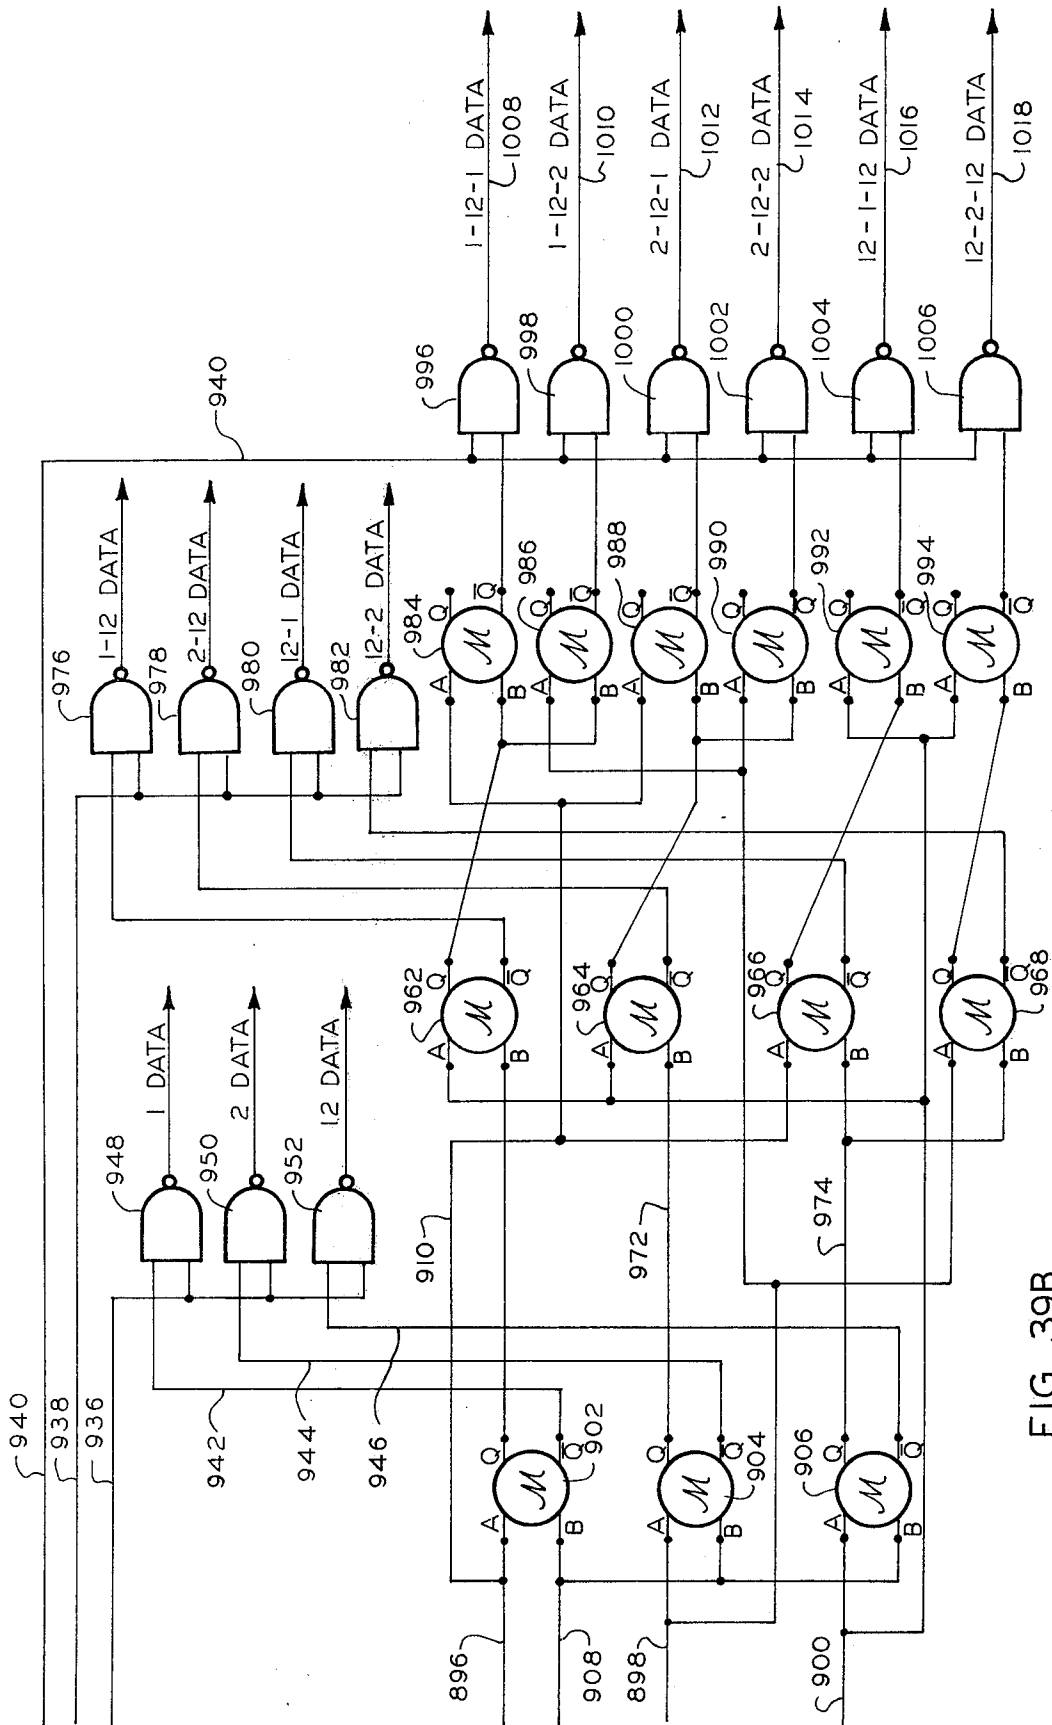 940
938
936
942
944
946
948
950
952
1 DATA
2 DATA
12 DATA
976
978
980
982
1-12 DATA
2-12 DATA
12-1 DATA
12-2 DATA
940
996
998
1000
1002
1004
1006
1-12-1 DATA
1008
1-12-2 DATA
1010
2-12-1 DATA
1012
2-12-2 DATA
1014
12-1-12 DATA
1016
12-2-12 DATA
1018
896
908
898
900
A
B
M
Q
Q̅
902
A
B
M
Q
Q̅
904
A
B
M
Q
Q̅
906
910
972
974
A
B
M
Q
Q̅
962
A
B
M
Q
Q̅
964
A
B
M
Q
Q̅
966
A
B
M
Q
Q̅
968
A
B
M
Q
Q̅
984
A
B
M
Q
Q̅
986
A
B
M
Q
Q̅
988
A
B
M
Q
Q̅
990
A
B
M
Q
Q̅
992
A
B
M
Q
Q̅
994
FIG. 39B